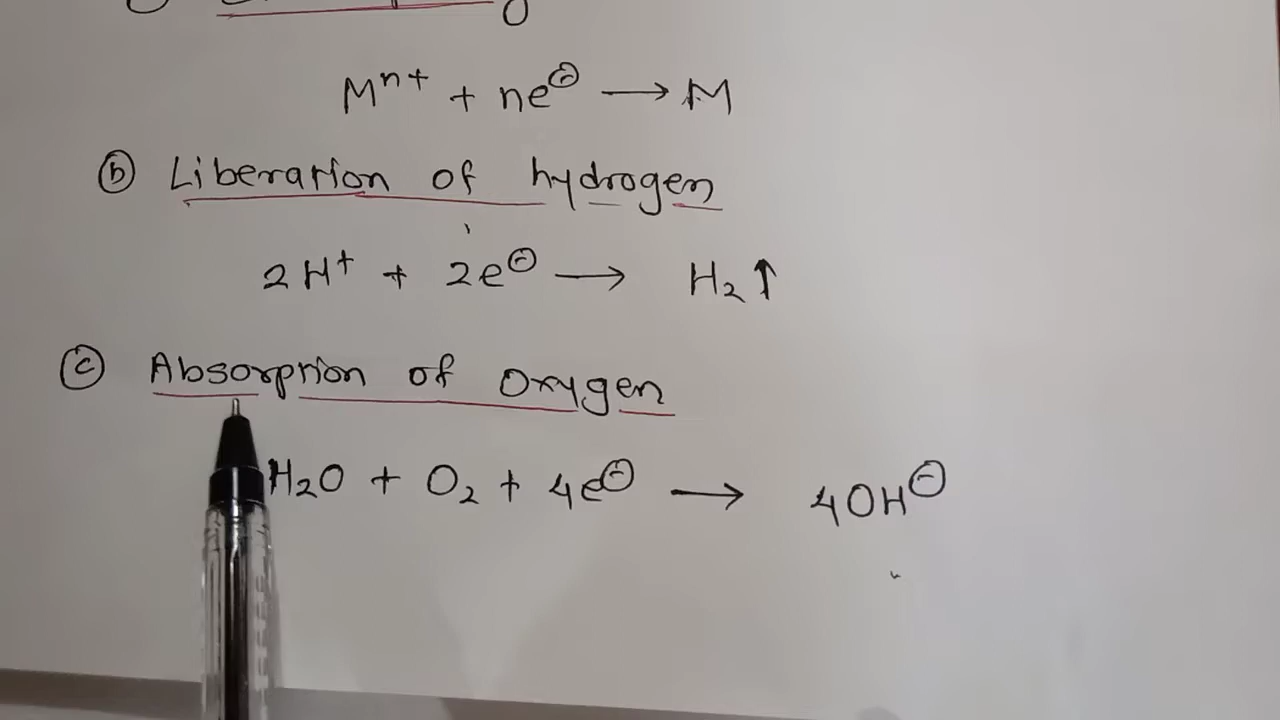 Mⁿ⁺ + ne⊖ → M
ⓑ Liberation of hydrogen
2H⁺ + 2e⊖ → H₂↑
ⓒ Absorption of Oxygen
H₂O + O₂ + 4e⊖ → 4OH⊖